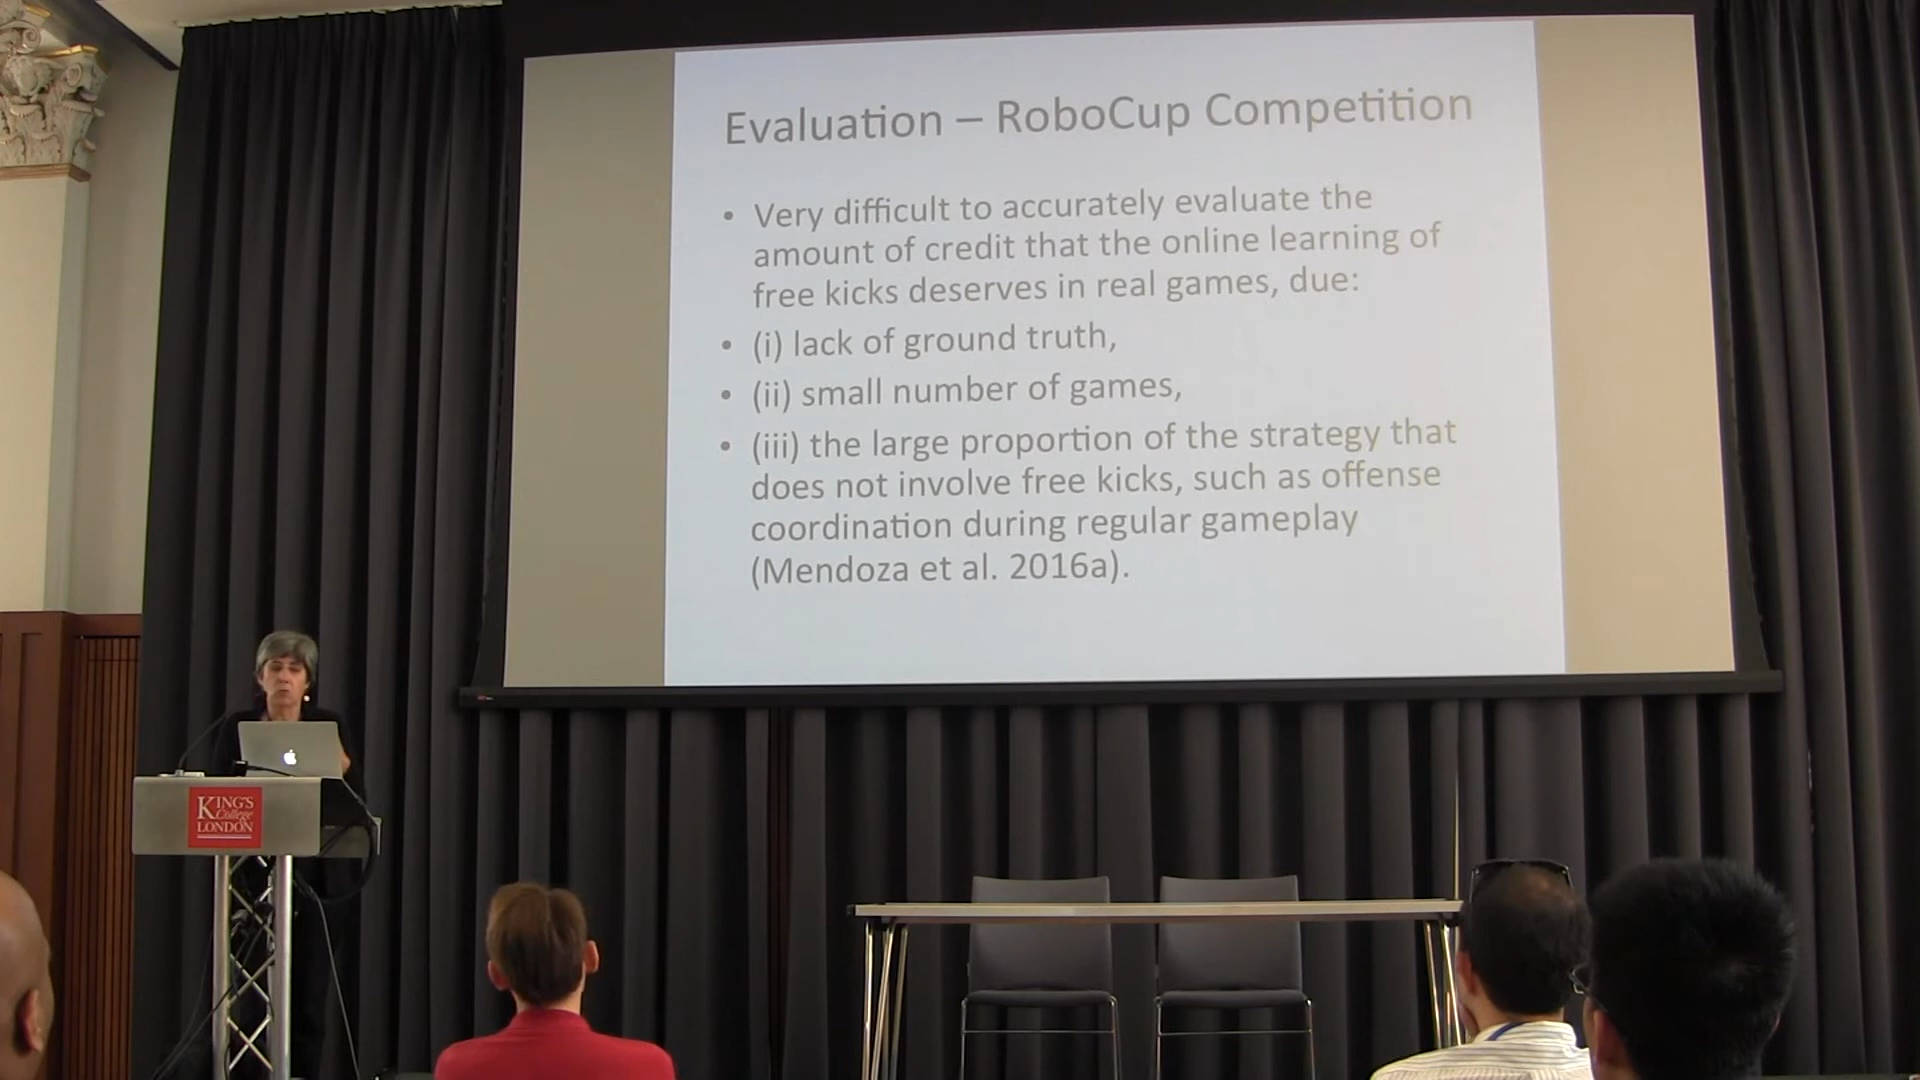 Evaluation – RoboCup Competition
• Very difficult to accurately evaluate the
amount of credit that the online learning of
free kicks deserves in real games, due:
• (i) lack of ground truth,
• (ii) small number of games,
• (iii) the large proportion of the strategy that
does not involve free kicks, such as offense
coordination during regular gameplay
(Mendoza et al. 2016a).
KING'S
College
LONDON